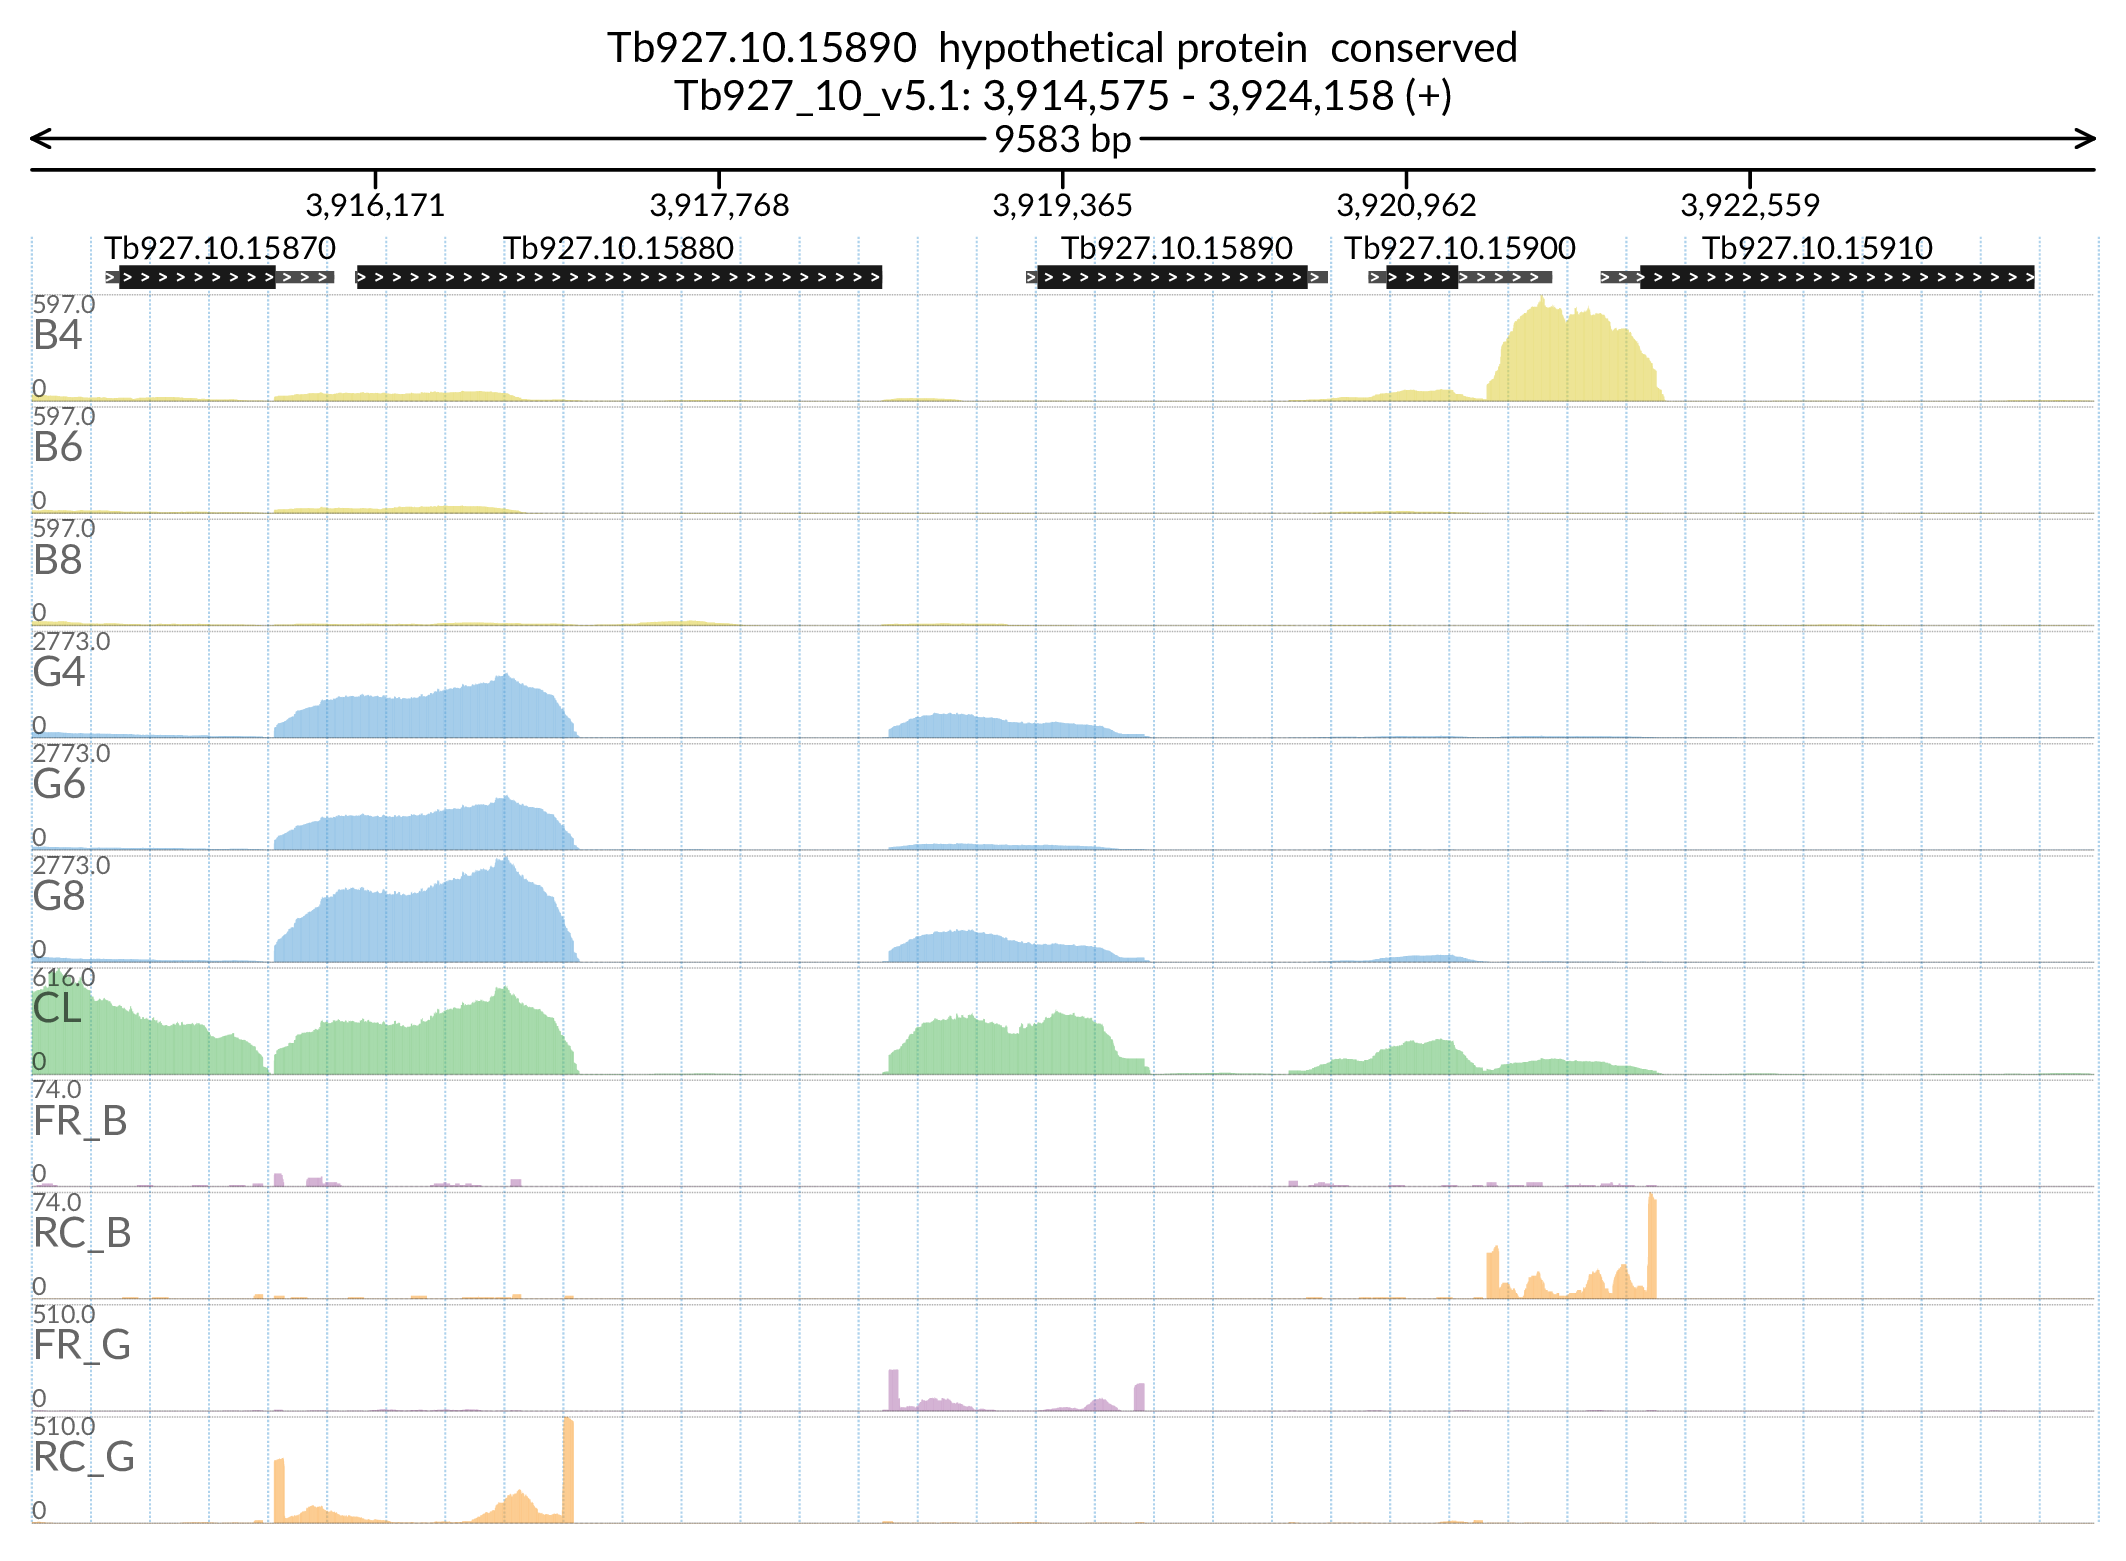 Tb927.10.15890 hypothetical protein conserved
Tb927_10_v5.1: 3,914,575 - 3,924,158 (+)
9583 bp
3,916,171 3,917,768 3,919,365 3,920,962 3,922,559
Tb927.10.15870 Tb927.10.15880 Tb927.10.15890 Tb927.10.15900 Tb927.10.15910
597.0
B4
0
597.0
B6
0
597.0
B8
0
2773.0
G4
0
2773.0
G6
0
2773.0
G8
0
616.0
CL
0
74.0
FR_B
0
74.0
RC_B
0
510.0
FR_G
0
510.0
RC_G
0